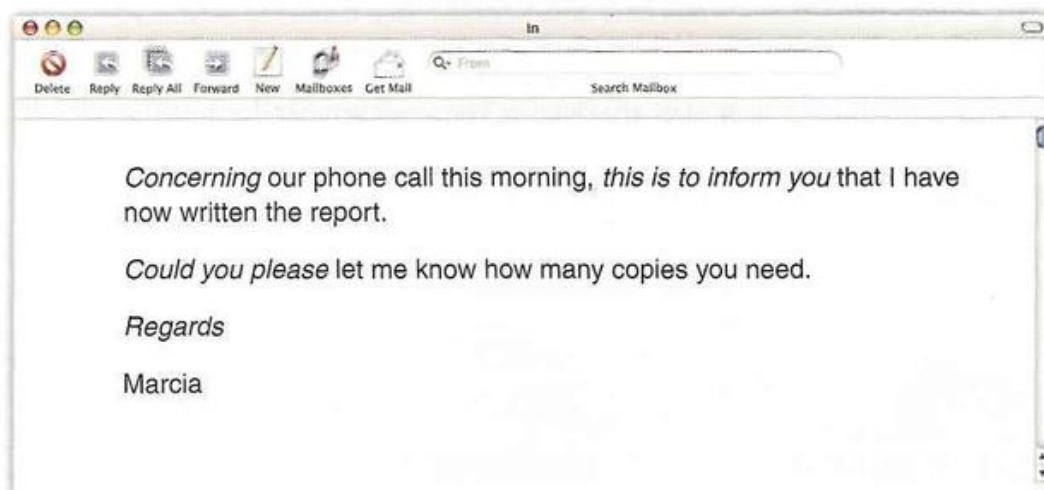 In
Delete Reply Reply All Forward New Mailboxes Get Mail From Search Mailbox
Concerning our phone call this morning, this is to inform you that I have
now written the report.
Could you please let me know how many copies you need.
Regards
Marcia